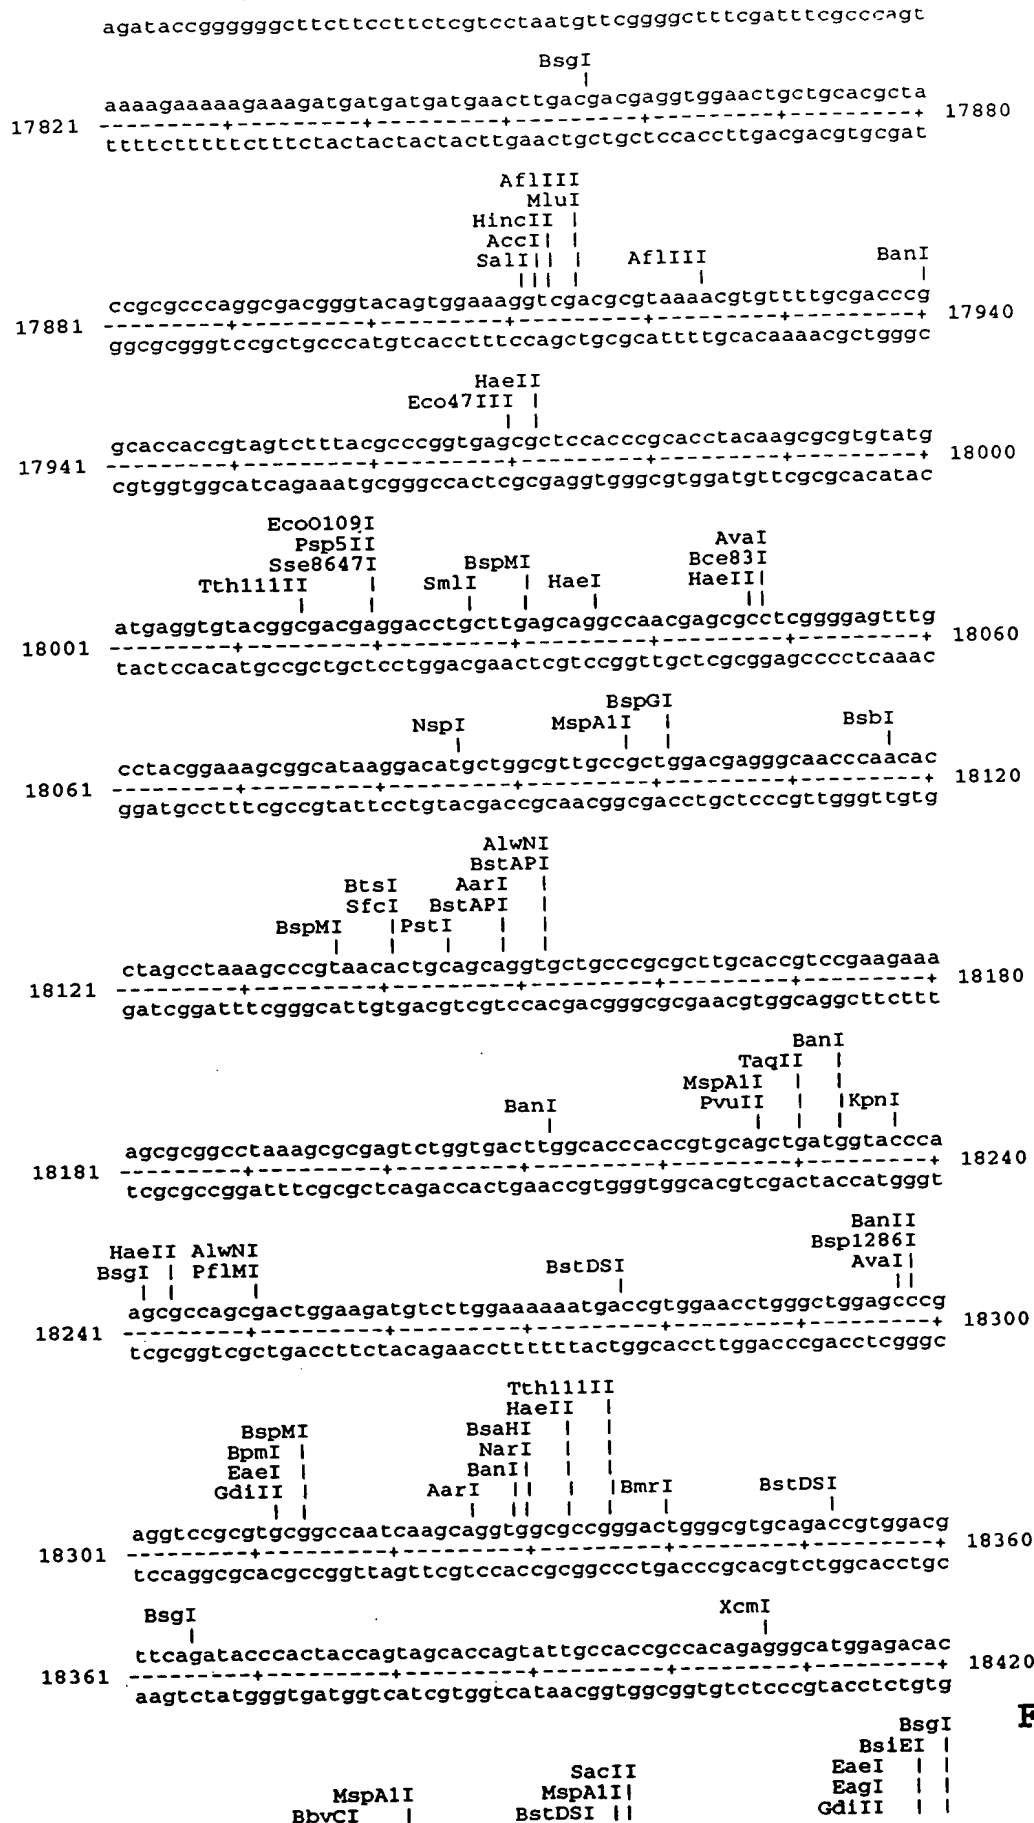 agataccggggggcttcttccttctcgtcctaatgttcggggctttcgatttcgcccagt
BsgI
|
aaaagaaaaagaaagatgatgatgatgaacttgacgacgaggtggaactgctgcacgcta
17821 ---------+---------+---------+---------+---------+---------+ 17880
ttttctttttctttctactactactacttgaactgctgctccaccttgacgacgtgcgat
AflIII
MluI
HincII |
AccI| |
SalI|| | AflIII BanI
||| | | |
ccgcgcccaggcgacgggtacagtggaaaggtcgacgcgtaaaacgtgttttgcgacccg
17881 ---------+---------+---------+---------+---------+---------+ 17940
ggcgcgggtccgctgcccatgtcacctttccagctgcgcattttgcacaaaacgctgggc
HaeII
Eco47III |
| |
gcaccaccgtagtctttacgcccggtgagcgctccacccgcacctacaagcgcgtgtatg
17941 ---------+---------+---------+---------+---------+---------+ 18000
cgtggtggcatcagaaatgcgggccactcgcgaggtgggcgtggatgttcgcgcacatac
EcoO109I
Psp5II AvaI
Sse8647I BspMI Bce83I
Tth111II | SmlI | HaeI HaeII|
| | | | | ||
atgaggtgtacggcgacgaggacctgcttgagcaggccaacgagcgcctcggggagtttg
18001 ---------+---------+---------+---------+---------+---------+ 18060
tactccacatgccgctgctcctggacgaactcgtccggttgctcgcggagcccctcaaac
BspGI
NspI MspA1I | BsbI
| | | |
cctacggaaagcggcataaggacatgctggcgttgccgctggacgagggcaacccaacac
18061 ---------+---------+---------+---------+---------+---------+ 18120
ggatgcctttcgccgtattcctgtacgaccgcaacggcgacctgctcccgttgggttgtg
AlwNI
BstAPI
BtsI AarI |
SfcI BstAPI |
BspMI |PstI | |
| | | | |
ctagcctaaagcccgtaacactgcagcaggtgctgcccgcgcttgcaccgtccgaagaaa
18121 ---------+---------+---------+---------+---------+---------+ 18180
gatcggatttcgggcattgtgacgtcgtccacgacgggcgcgaacgtggcaggcttcttt
BanI
TaqII |
MspA1I | |
BanI PvuII | |KpnI
| | | | |
agcgcggcctaaagcgcgagtctggtgacttggcacccaccgtgcagctgatggtaccca
18181 ---------+---------+---------+---------+---------+---------+ 18240
tcgcgccggatttcgcgctcagaccactgaaccgtgggtggcacgtcgactaccatgggt
BanII
HaeII AlwNI Bsp1286I
BsgI | PflMI BstDSI AvaI|
| | | | ||
agcgccagcgactggaagatgtcttggaaaaaatgaccgtggaacctgggctggagcccg
18241 ---------+---------+---------+---------+---------+---------+ 18300
tcgcggtcgctgaccttctacagaaccttttttactggcaccttggacccgacctcgggc
Tth111II
HaeII |
BspMI BsaHI | |
BpmI | NarI | |
EaeI | BanI| | |
GdiII | AarI || | |BmrI BstDSI
| | | || | | | |
aggtccgcgtgcggccaatcaagcaggtggcgccgggactgggcgtgcagaccgtggacg
18301 ---------+---------+---------+---------+---------+---------+ 18360
tccaggcgcacgccggttagttcgtccaccgcggccctgacccgcacgtctggcacctgc
BsgI XcmI
| |
ttcagatacccactaccagtagcaccagtattgccaccgccacagagggcatggagacac
18361 ---------+---------+---------+---------+---------+---------+ 18420
aagtctatgggtgatggtcatcgtggtcataacggtggcggtgtctcccgtacctctgtg
BsgI
BsiEI |
SacII EaeI | |
MspA1I MspA1I| EagI | |
BbvCI | BstDSI || GdiII | |